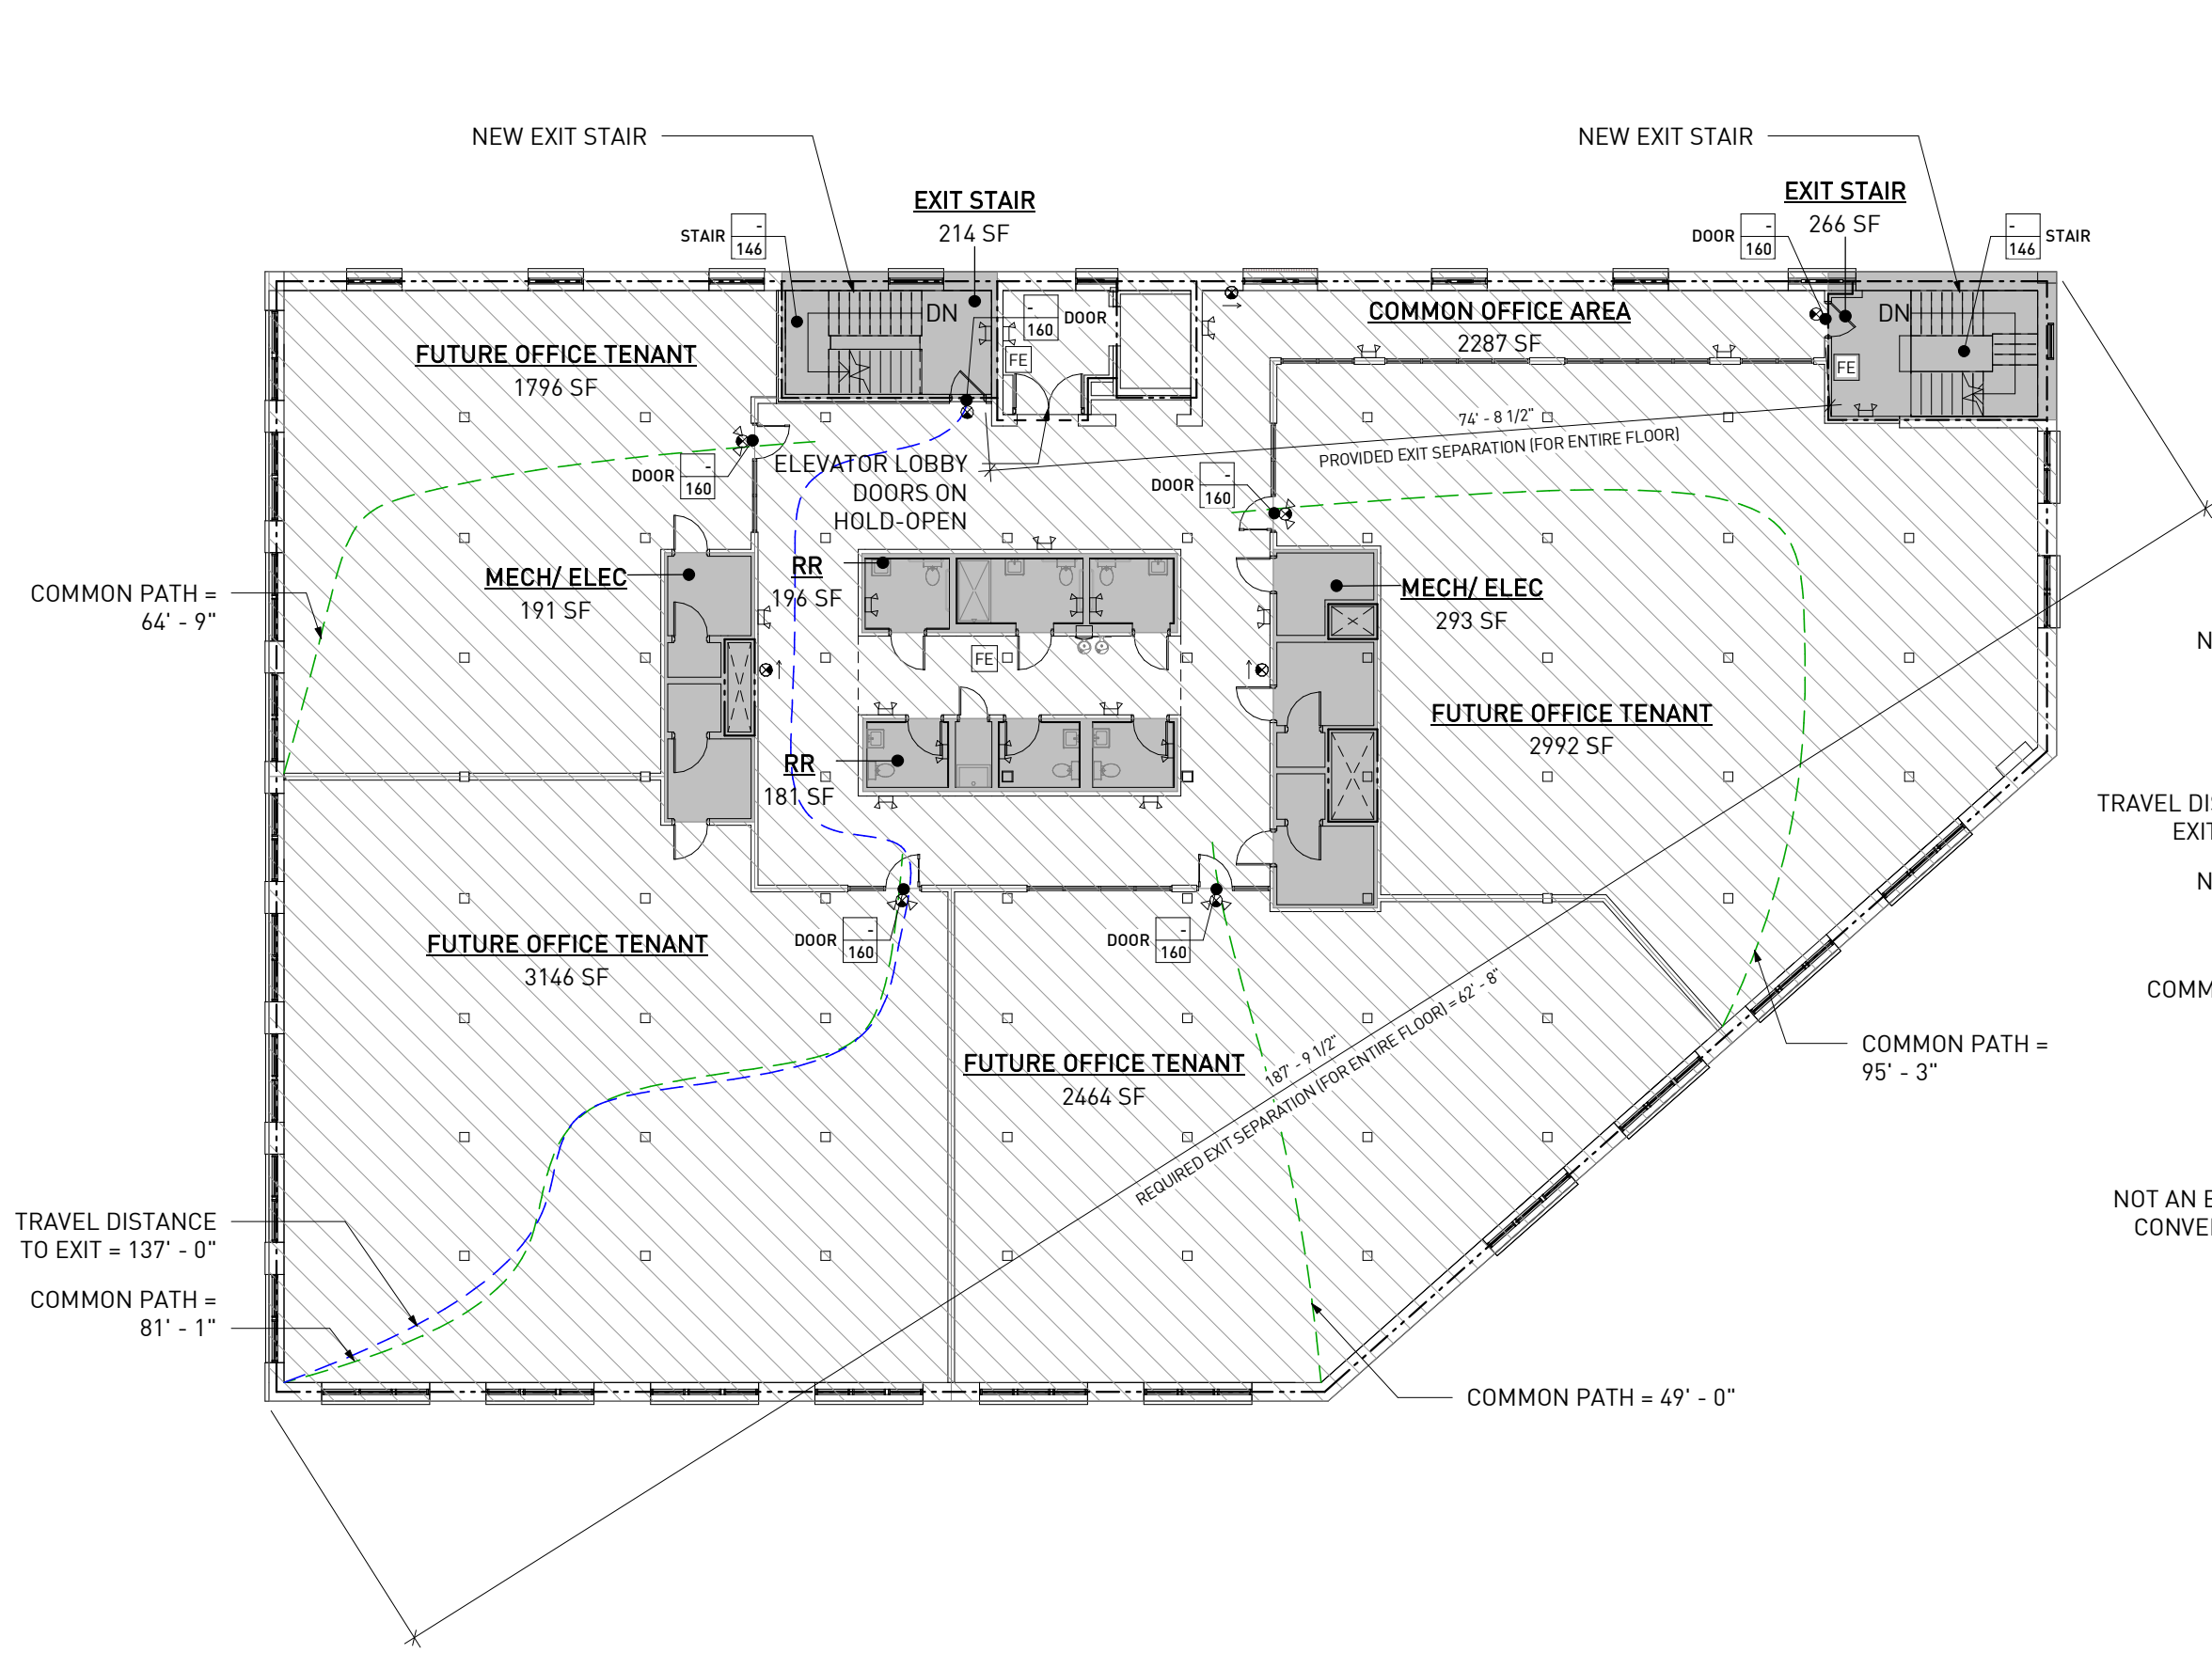 NEW EXIT STAIR
NEW EXIT STAIR
EXIT STAIR
214 SF
EXIT STAIR
266 SF
STAIR
-
146
DOOR
-
160
-
146
STAIR
DN
-
160
DOOR
FE
COMMON OFFICE AREA
2287 SF
DN
FE
FUTURE OFFICE TENANT
1796 SF
74' - 8 1/2"
PROVIDED EXIT SEPARATION (FOR ENTIRE FLOOR)
DOOR
-
160
ELEVATOR LOBBY
DOORS ON
HOLD-OPEN
DOOR
-
160
MECH/ ELEC
191 SF
RR
196 SF
MECH/ ELEC
293 SF
COMMON PATH =
64' - 9"
FE
FUTURE OFFICE TENANT
2992 SF
RR
181 SF
TRAVEL DI
EXI
FUTURE OFFICE TENANT
3146 SF
DOOR
-
160
DOOR
-
160
COMM
FUTURE OFFICE TENANT
2464 SF
187' - 9 1/2"
REQUIRED EXIT SEPARATION (FOR ENTIRE FLOOR) = 62' - 8"
COMMON PATH =
95' - 3"
NOT AN E
CONVE
TRAVEL DISTANCE
TO EXIT = 137' - 0"
COMMON PATH =
81' - 1"
COMMON PATH = 49' - 0"